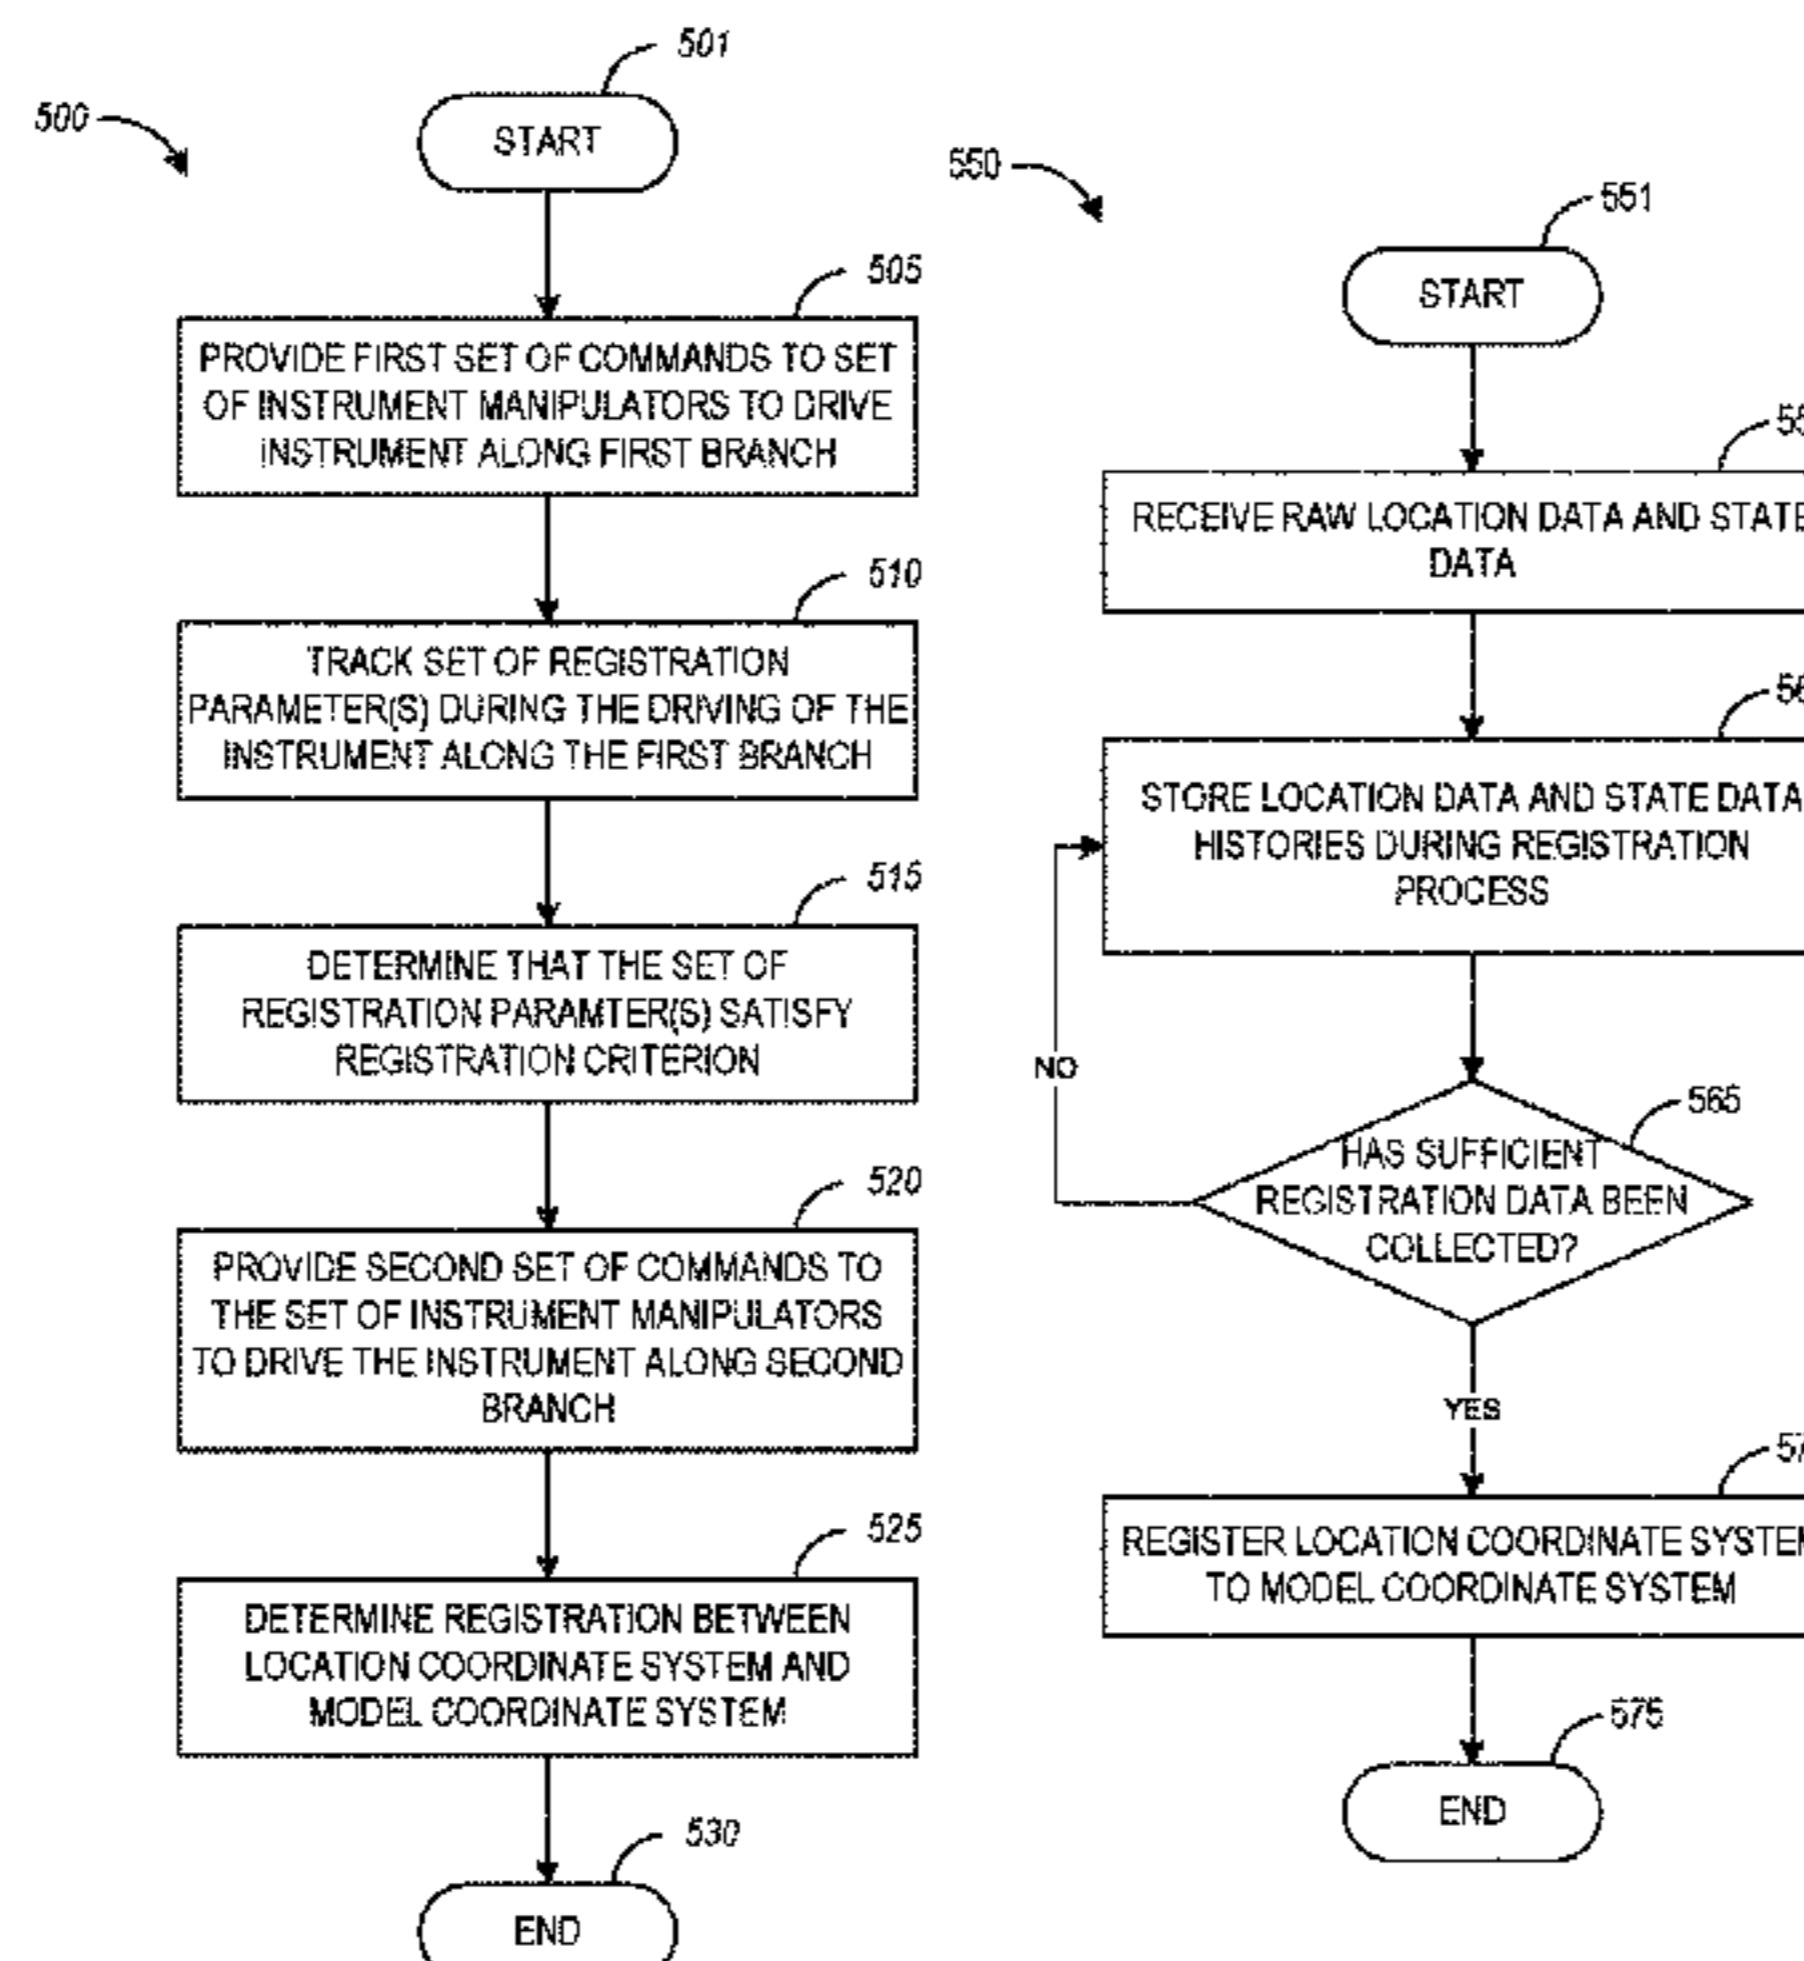 500
501
START
505
PROVIDE FIRST SET OF COMMANDS TO SET
OF INSTRUMENT MANIPULATORS TO DRIVE
INSTRUMENT ALONG FIRST BRANCH
510
TRACK SET OF REGISTRATION
PARAMETER(S) DURING THE DRIVING OF THE
INSTRUMENT ALONG THE FIRST BRANCH
515
DETERMINE THAT THE SET OF
REGISTRATION PARAMTER(S) SATISFY
REGISTRATION CRITERION
520
PROVIDE SECOND SET OF COMMANDS TO
THE SET OF INSTRUMENT MANIPULATORS
TO DRIVE THE INSTRUMENT ALONG SECOND
BRANCH
525
DETERMINE REGISTRATION BETWEEN
LOCATION COORDINATE SYSTEM AND
MODEL COORDINATE SYSTEM
530
END
550
551
START
RECEIVE RAW LOCATION DATA AND STATE
DATA
STORE LOCATION DATA AND STATE DATA
HISTORIES DURING REGISTRATION
PROCESS
NO
565
HAS SUFFICIENT
REGISTRATION DATA BEEN
COLLECTED?
YES
REGISTER LOCATION COORDINATE SYSTEM
TO MODEL COORDINATE SYSTEM
575
END